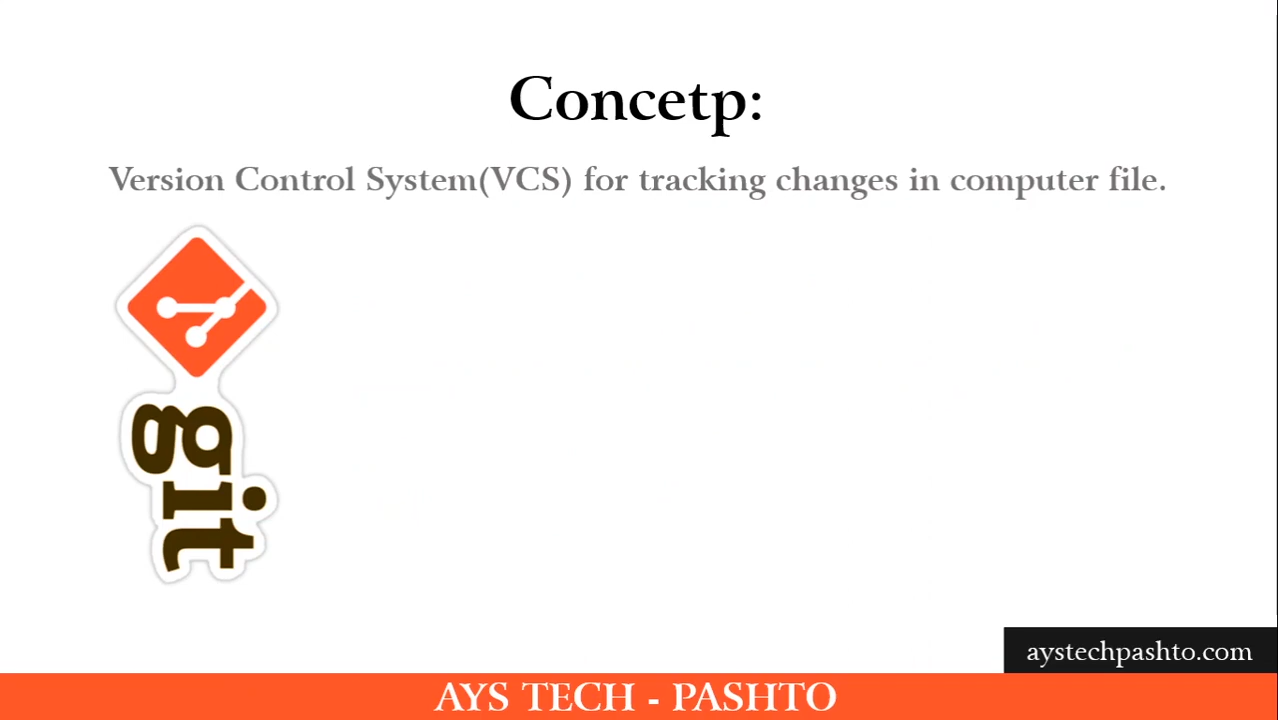 Concetp:
Version Control System(VCS) for tracking changes in computer file.
git
aystechpashto.com
AYS TECH - PASHTO